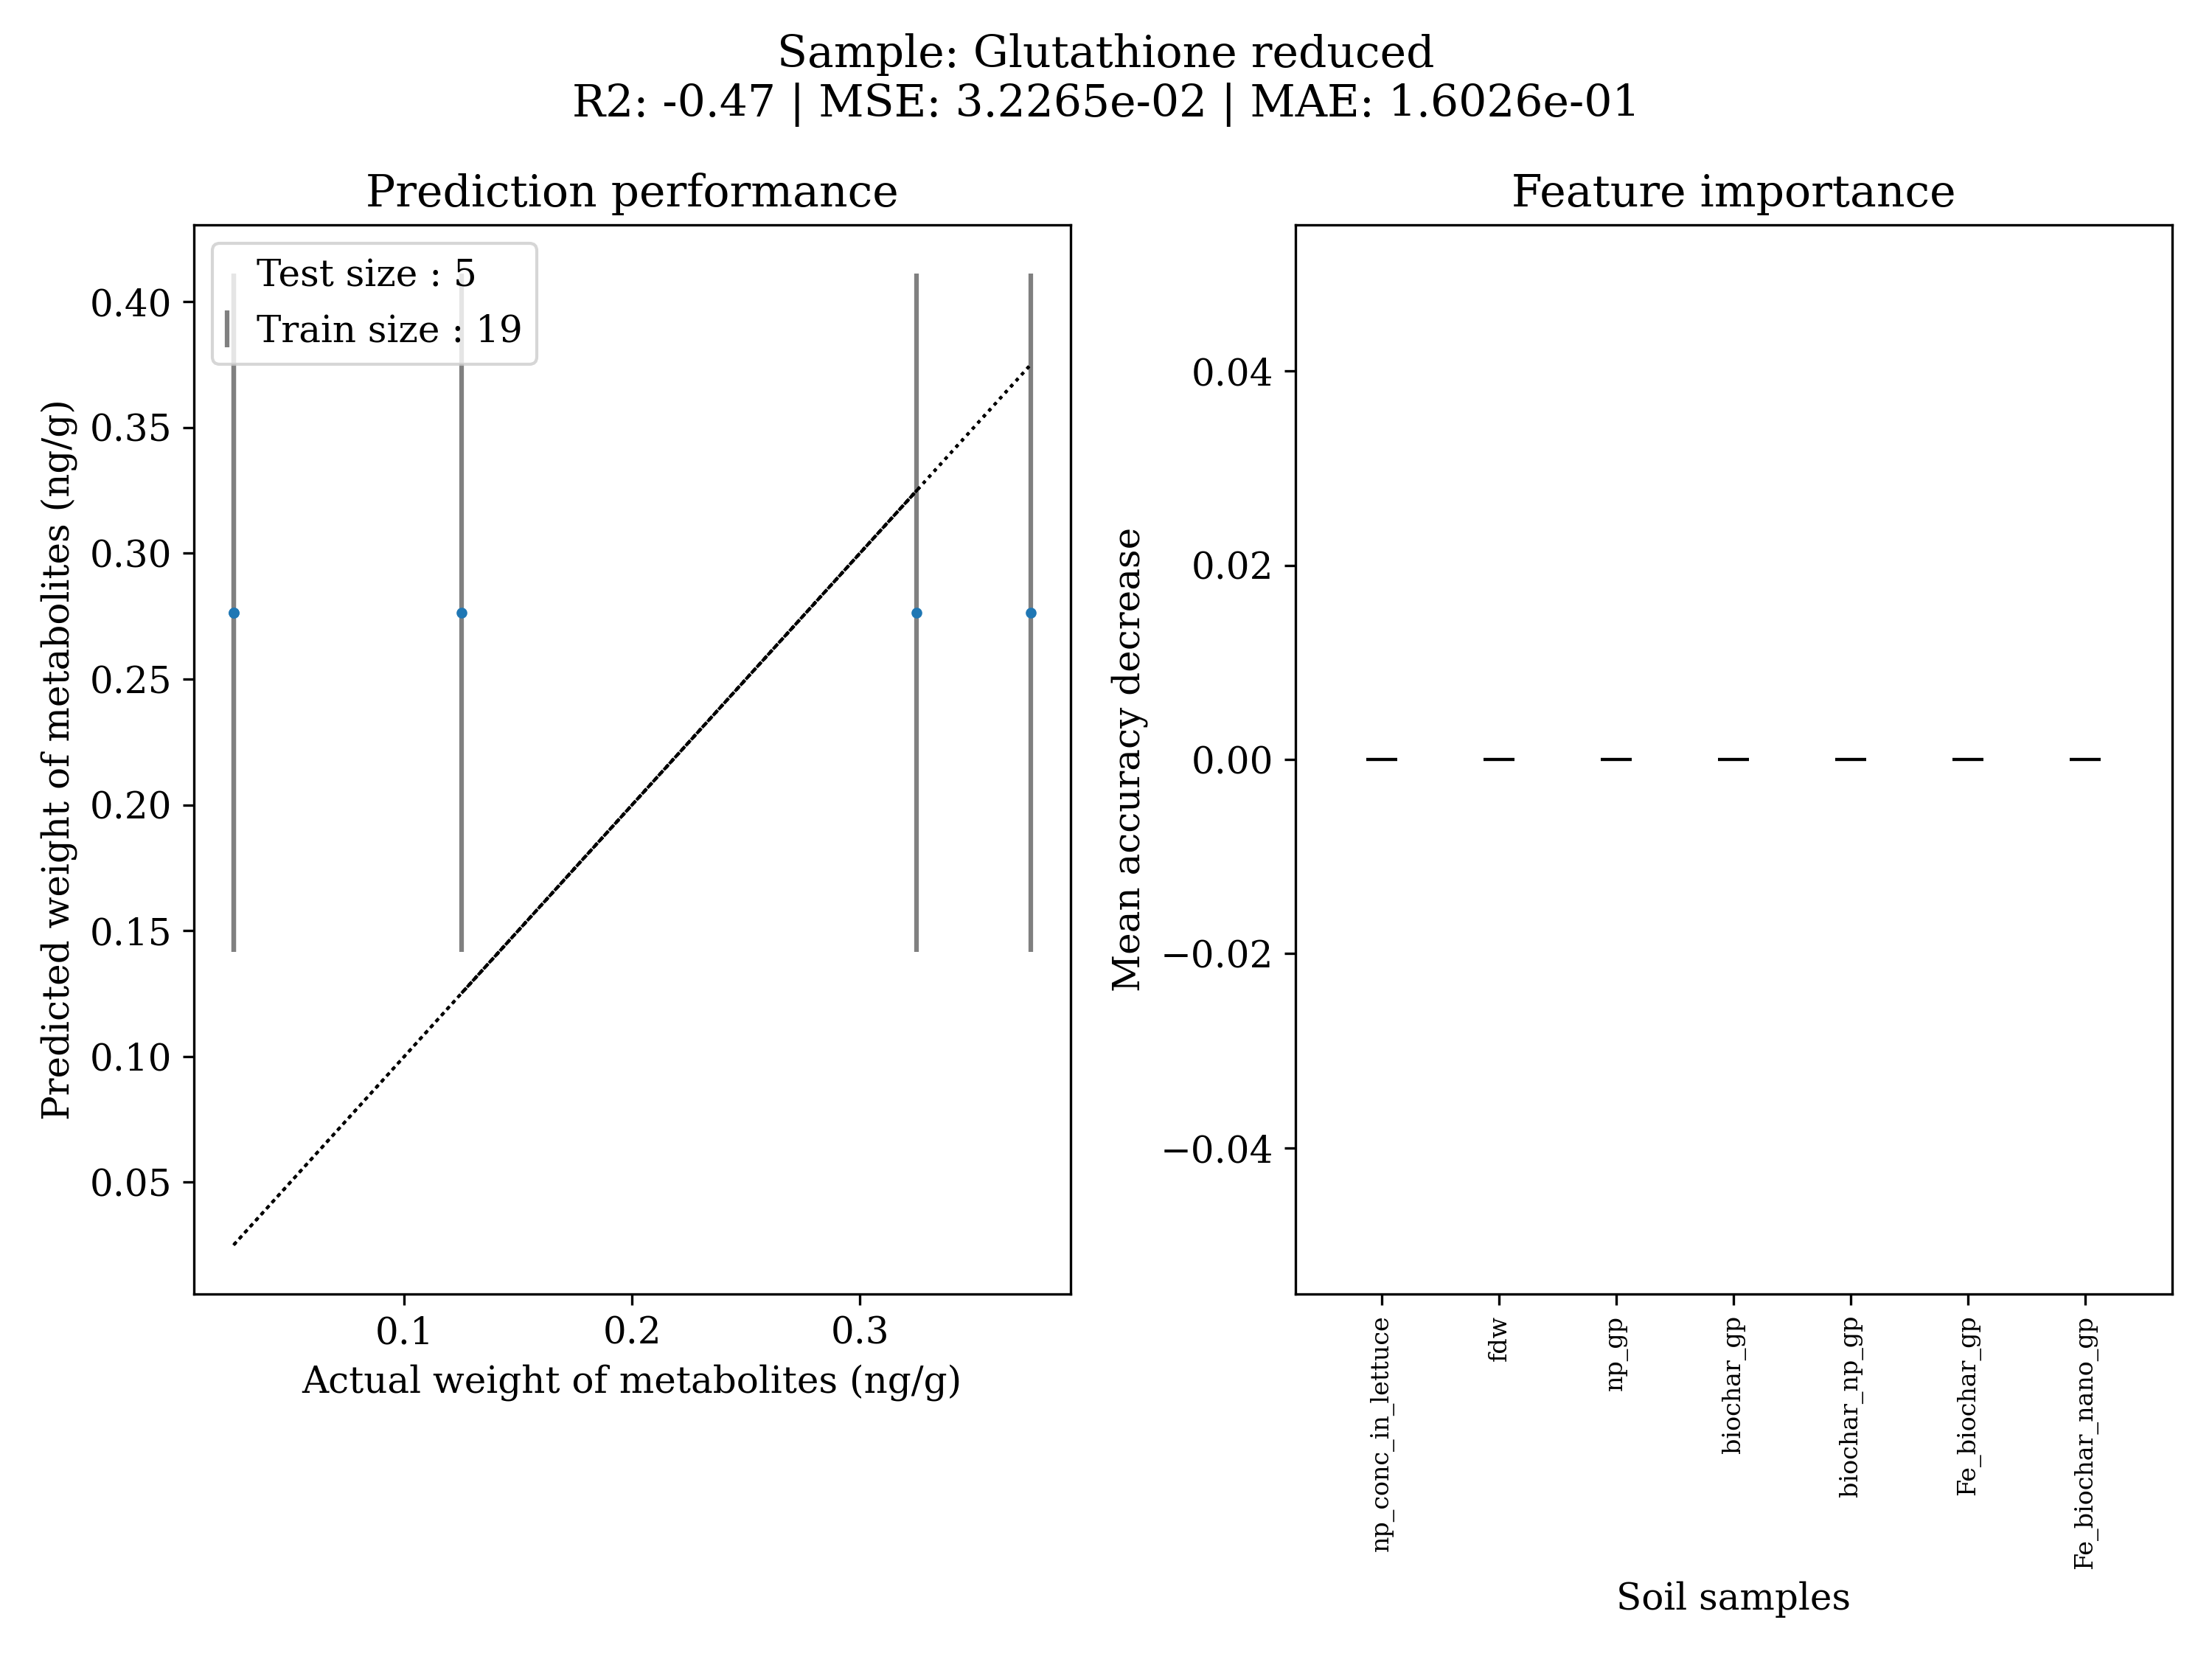 Sample: Glutathione reduced
R2: -0.47 | MSE: 3.2265e-02 | MAE: 1.6026e-01
Prediction performance
Test size : 5
Train size : 19
0.40
0.35
0.30
0.25
0.20
0.15
0.10
0.05
Predicted weight of metabolites (ng/g)
0.1
0.2
0.3
Actual weight of metabolites (ng/g)
Feature importance
0.04
0.02
0.00
−0.02
−0.04
Mean accuracy decrease
np_conc_in_lettuce
fdw
np_gp
biochar_gp
biochar_np_gp
Fe_biochar_gp
Fe_biochar_nano_gp
Soil samples